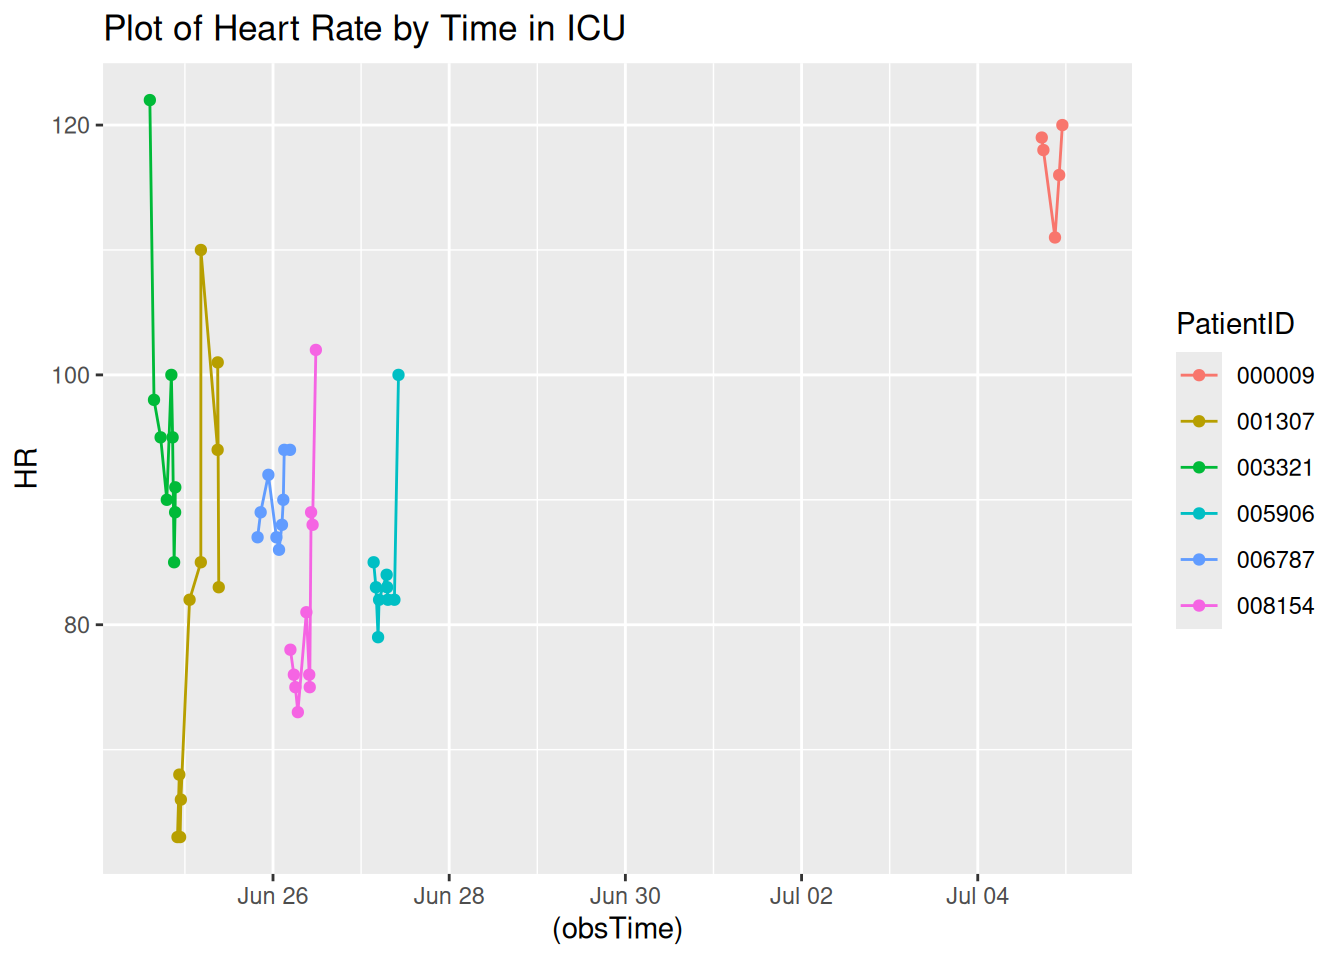 Plot of Heart Rate by Time in ICU
120
100
80
HR
Jun 26
Jun 28
Jun 30
Jul 02
Jul 04
(obsTime)
PatientID
000009
001307
003321
005906
006787
008154